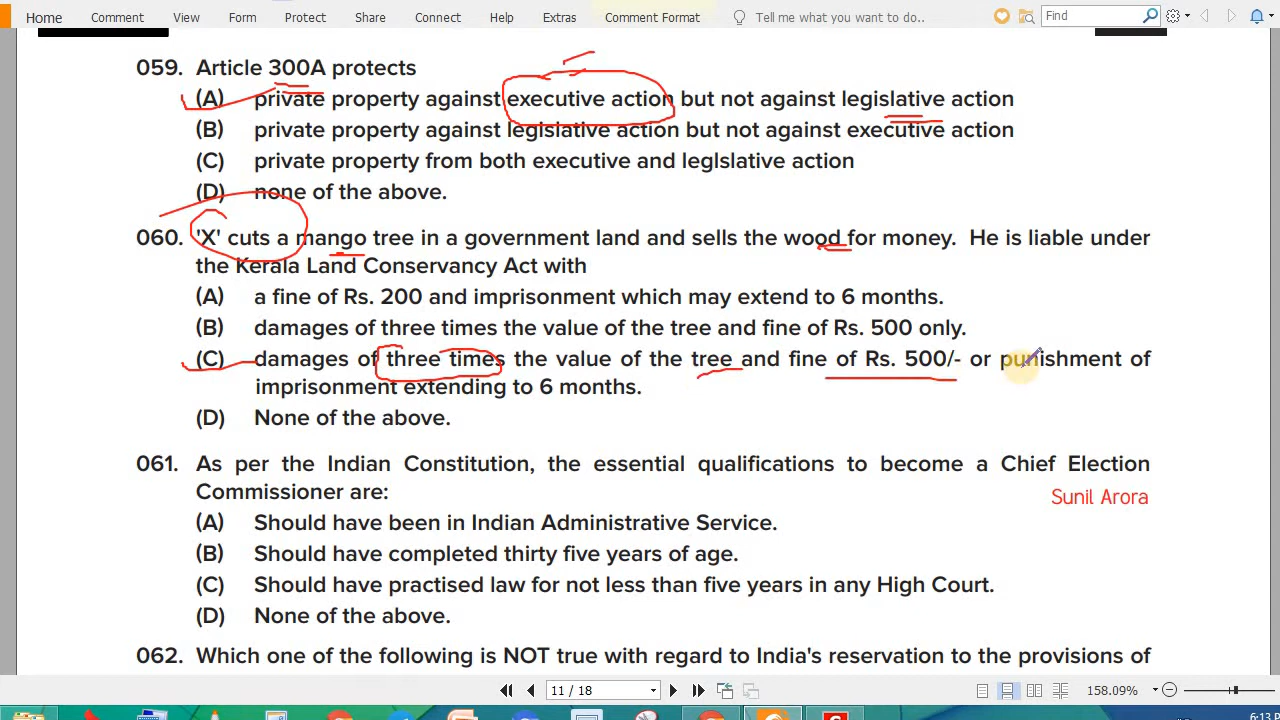 Home Comment View Form Protect Share Connect Help Extras Comment Format Tell me what you want to do.. Find
059. Article 300A protects
(A) private property against executive action but not against legislative action
(B) private property against legislative action but not against executive action
(C) private property from both executive and leglslative action
(D) none of the above.
060. 'X' cuts a mango tree in a government land and sells the wood for money. He is liable under
the Kerala Land Conservancy Act with
(A) a fine of Rs. 200 and imprisonment which may extend to 6 months.
(B) damages of three times the value of the tree and fine of Rs. 500 only.
(C) damages of three times the value of the tree and fine of Rs. 500/- or punishment of
imprisonment extending to 6 months.
(D) None of the above.
061. As per the Indian Constitution, the essential qualifications to become a Chief Election
Commissioner are:
Sunil Arora
(A) Should have been in Indian Administrative Service.
(B) Should have completed thirty five years of age.
(C) Should have practised law for not less than five years in any High Court.
(D) None of the above.
062. Which one of the following is NOT true with regard to India's reservation to the provisions of
11 / 18 158.09%